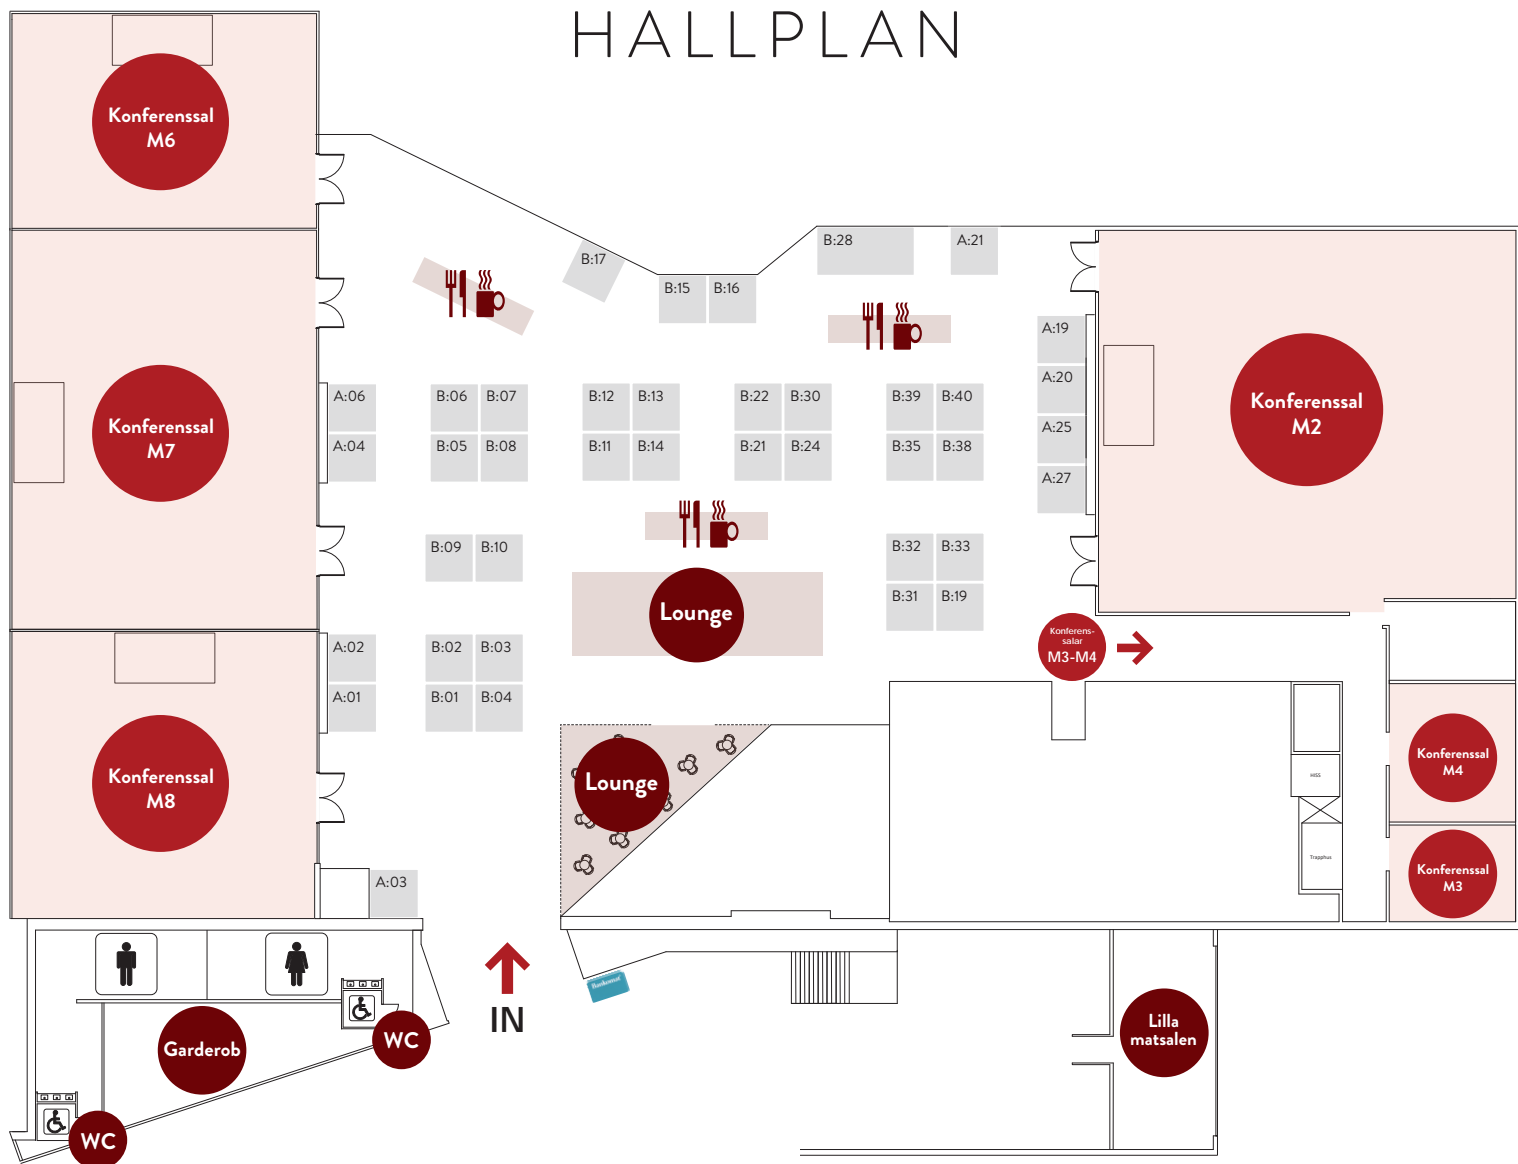 HALLPLAN
Konferenssal
M6
B:28
A:21
B:17
B:15
B:16
A:19
A:20
A:25
A:27
Konferenssal
M2
Konferenssal
M7
A:06
A:04
B:06
B:07
B:05
B:08
B:12
B:13
B:11
B:14
B:22
B:30
B:21
B:24
B:39
B:40
B:35
B:38
B:09
B:10
B:32
B:33
B:31
B:19
Lounge
Konferens-
salar
M3-M4
A:02
A:01
B:02
B:03
B:01
B:04
Konferenssal
M8
Lounge
HISS
Trapphus
Konferenssal
M4
Konferenssal
M3
A:03
IN
WC
Garderob
WC
Lilla
matsalen